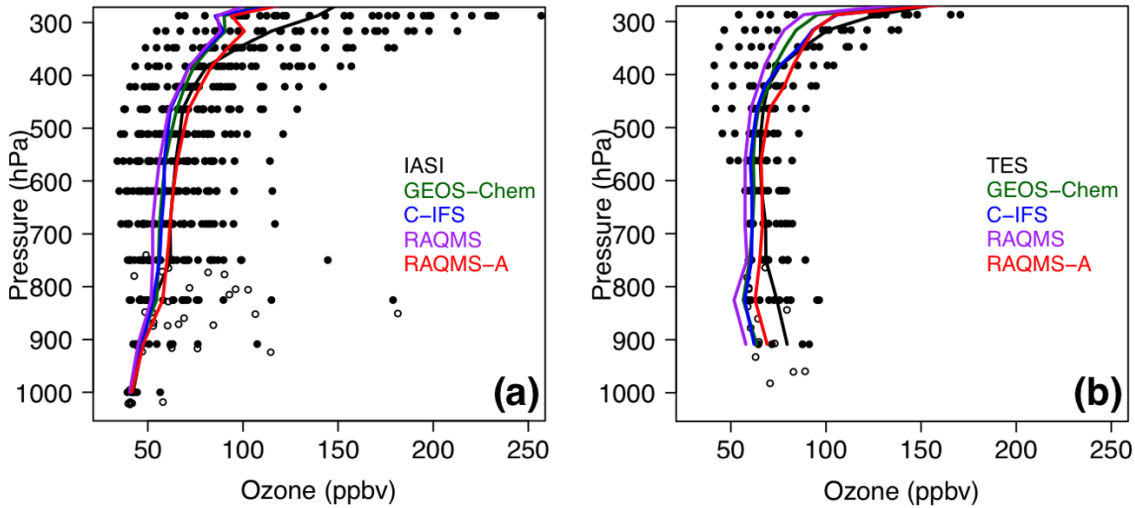 300
400
500
600
700
800
900
1000
Pressure (hPa)
IASI
GEOS−Chem
C−IFS
RAQMS
RAQMS−A
(a)
50
100
150
200
250
Ozone (ppbv)
300
400
500
600
700
800
900
1000
Pressure (hPa)
TES
GEOS−Chem
C−IFS
RAQMS
RAQMS−A
(b)
50
100
150
200
250
Ozone (ppbv)